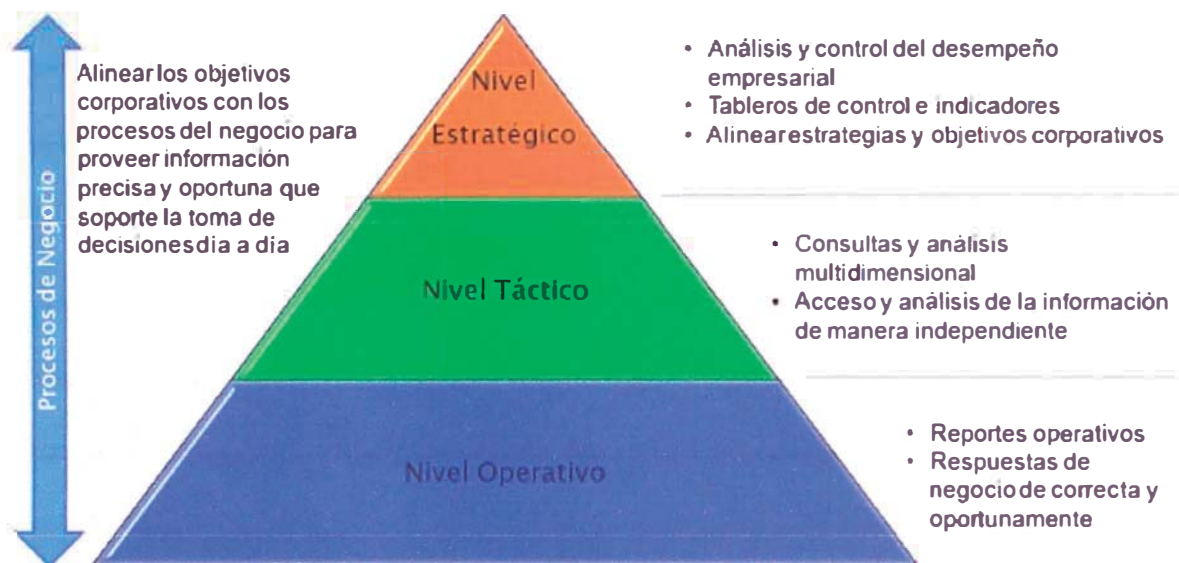 Procesos de Negocio
Alinear los objetivos
corporativos con los
procesos del negocio para
proveer información
precisa y oportuna que
soporte la toma de
decisiones dia a día
Nivel
Estratégico
Nivel Táctico
Nivel Operativo
• Análisis y control del desempeño
empresarial
• Tableros de control e indicadores
• Alinear estrategias y objetivos corporativos
• Consultas y análisis
multidimensional
• Acceso y análisis de la información
de manera independiente
• Reportes operativos
• Respuestas de
negocio de correcta y
oportunamente